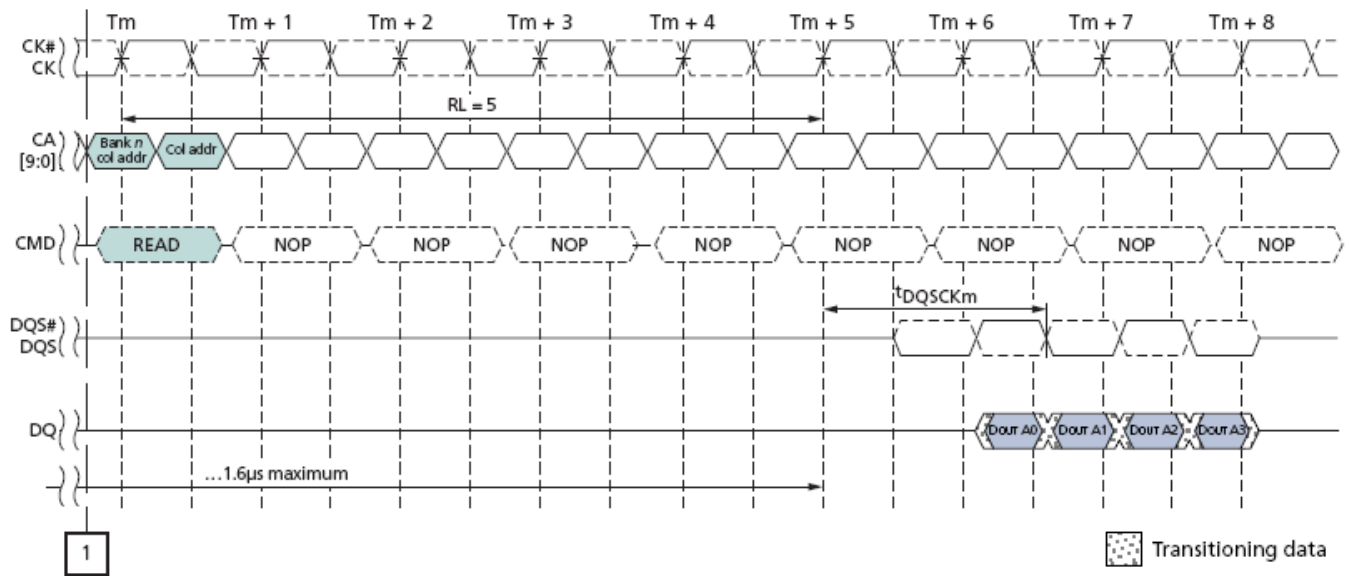 Tm Tm + 1 Tm + 2 Tm + 3 Tm + 4 Tm + 5 Tm + 6 Tm + 7 Tm + 8
CK#
CK
RL = 5
CA
[9:0]
Bank n
col addr
Col addr
CMD READ NOP NOP NOP NOP NOP NOP NOP NOP
tDQSCKm
DQS#
DQS
DQ DOUT A0 DOUT A1 DOUT A2 DOUT A3
...1.6µs maximum
1
Transitioning data